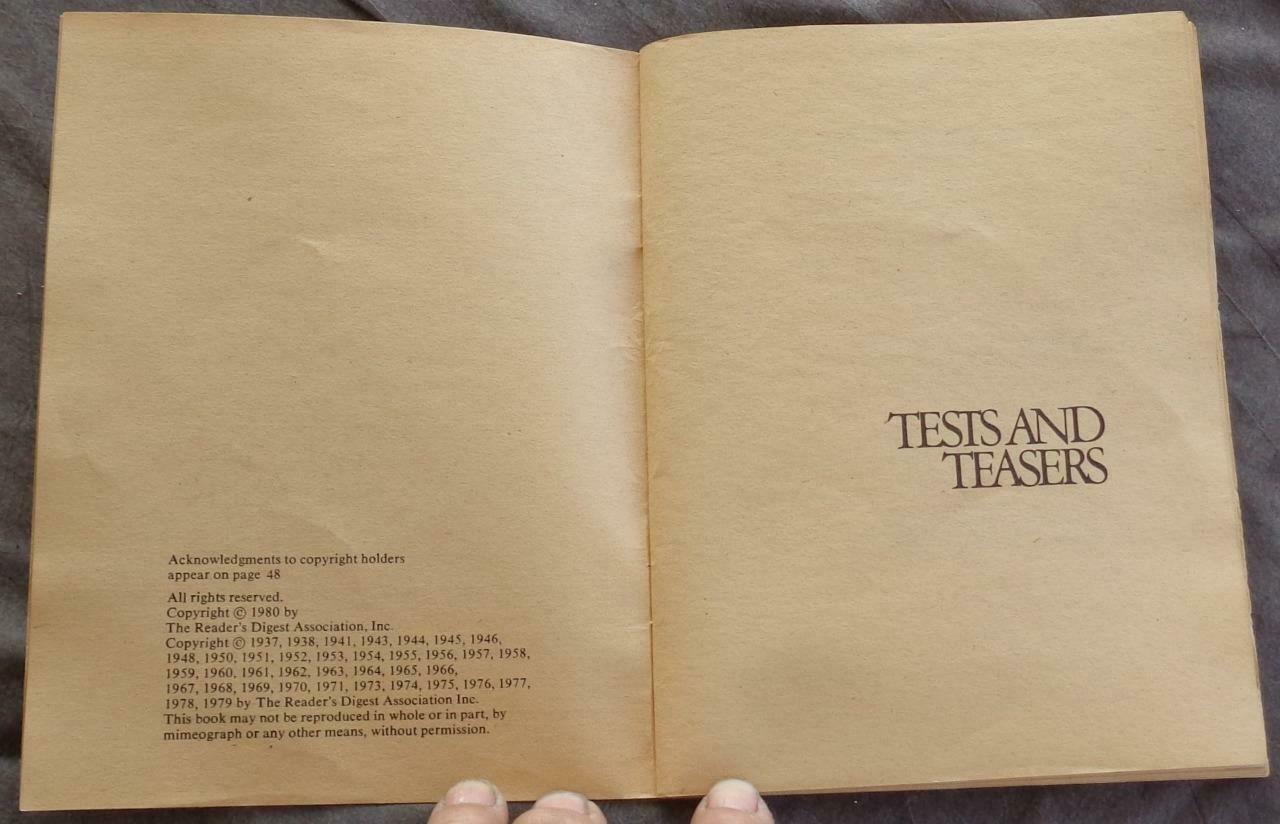 Acknowledgments to copyright holders
appear on page 48
All rights reserved.
Copyright © 1980 by
The Reader's Digest Association, Inc.
Copyright © 1937, 1938, 1941, 1943, 1944, 1945, 1946,
1948, 1950, 1951, 1952, 1953, 1954, 1955, 1956, 1957, 1958,
1959, 1960, 1961, 1962, 1963, 1964, 1965, 1966,
1967, 1968, 1969, 1970, 1971, 1973, 1974, 1975, 1976, 1977,
1978, 1979 by The Reader's Digest Association Inc.
This book may not be reproduced in whole or in part, by
mimeograph or any other means, without permission.
TESTS AND
TEASERS